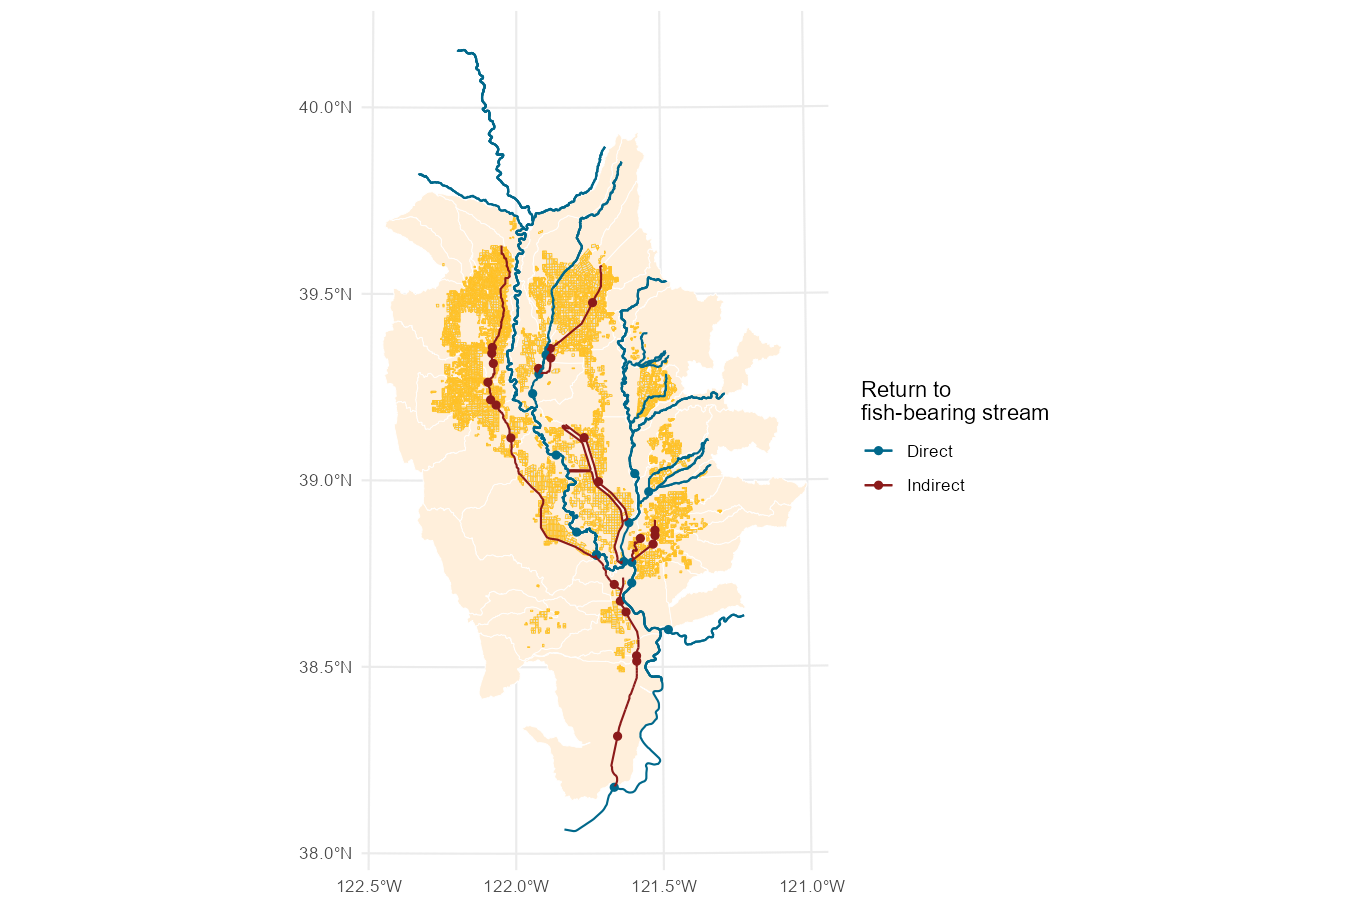 40.0°N
39.5°N
39.0°N
38.5°N
38.0°N
122.5°W
122.0°W
121.5°W
121.0°W
Return to
fish-bearing stream
Direct
Indirect